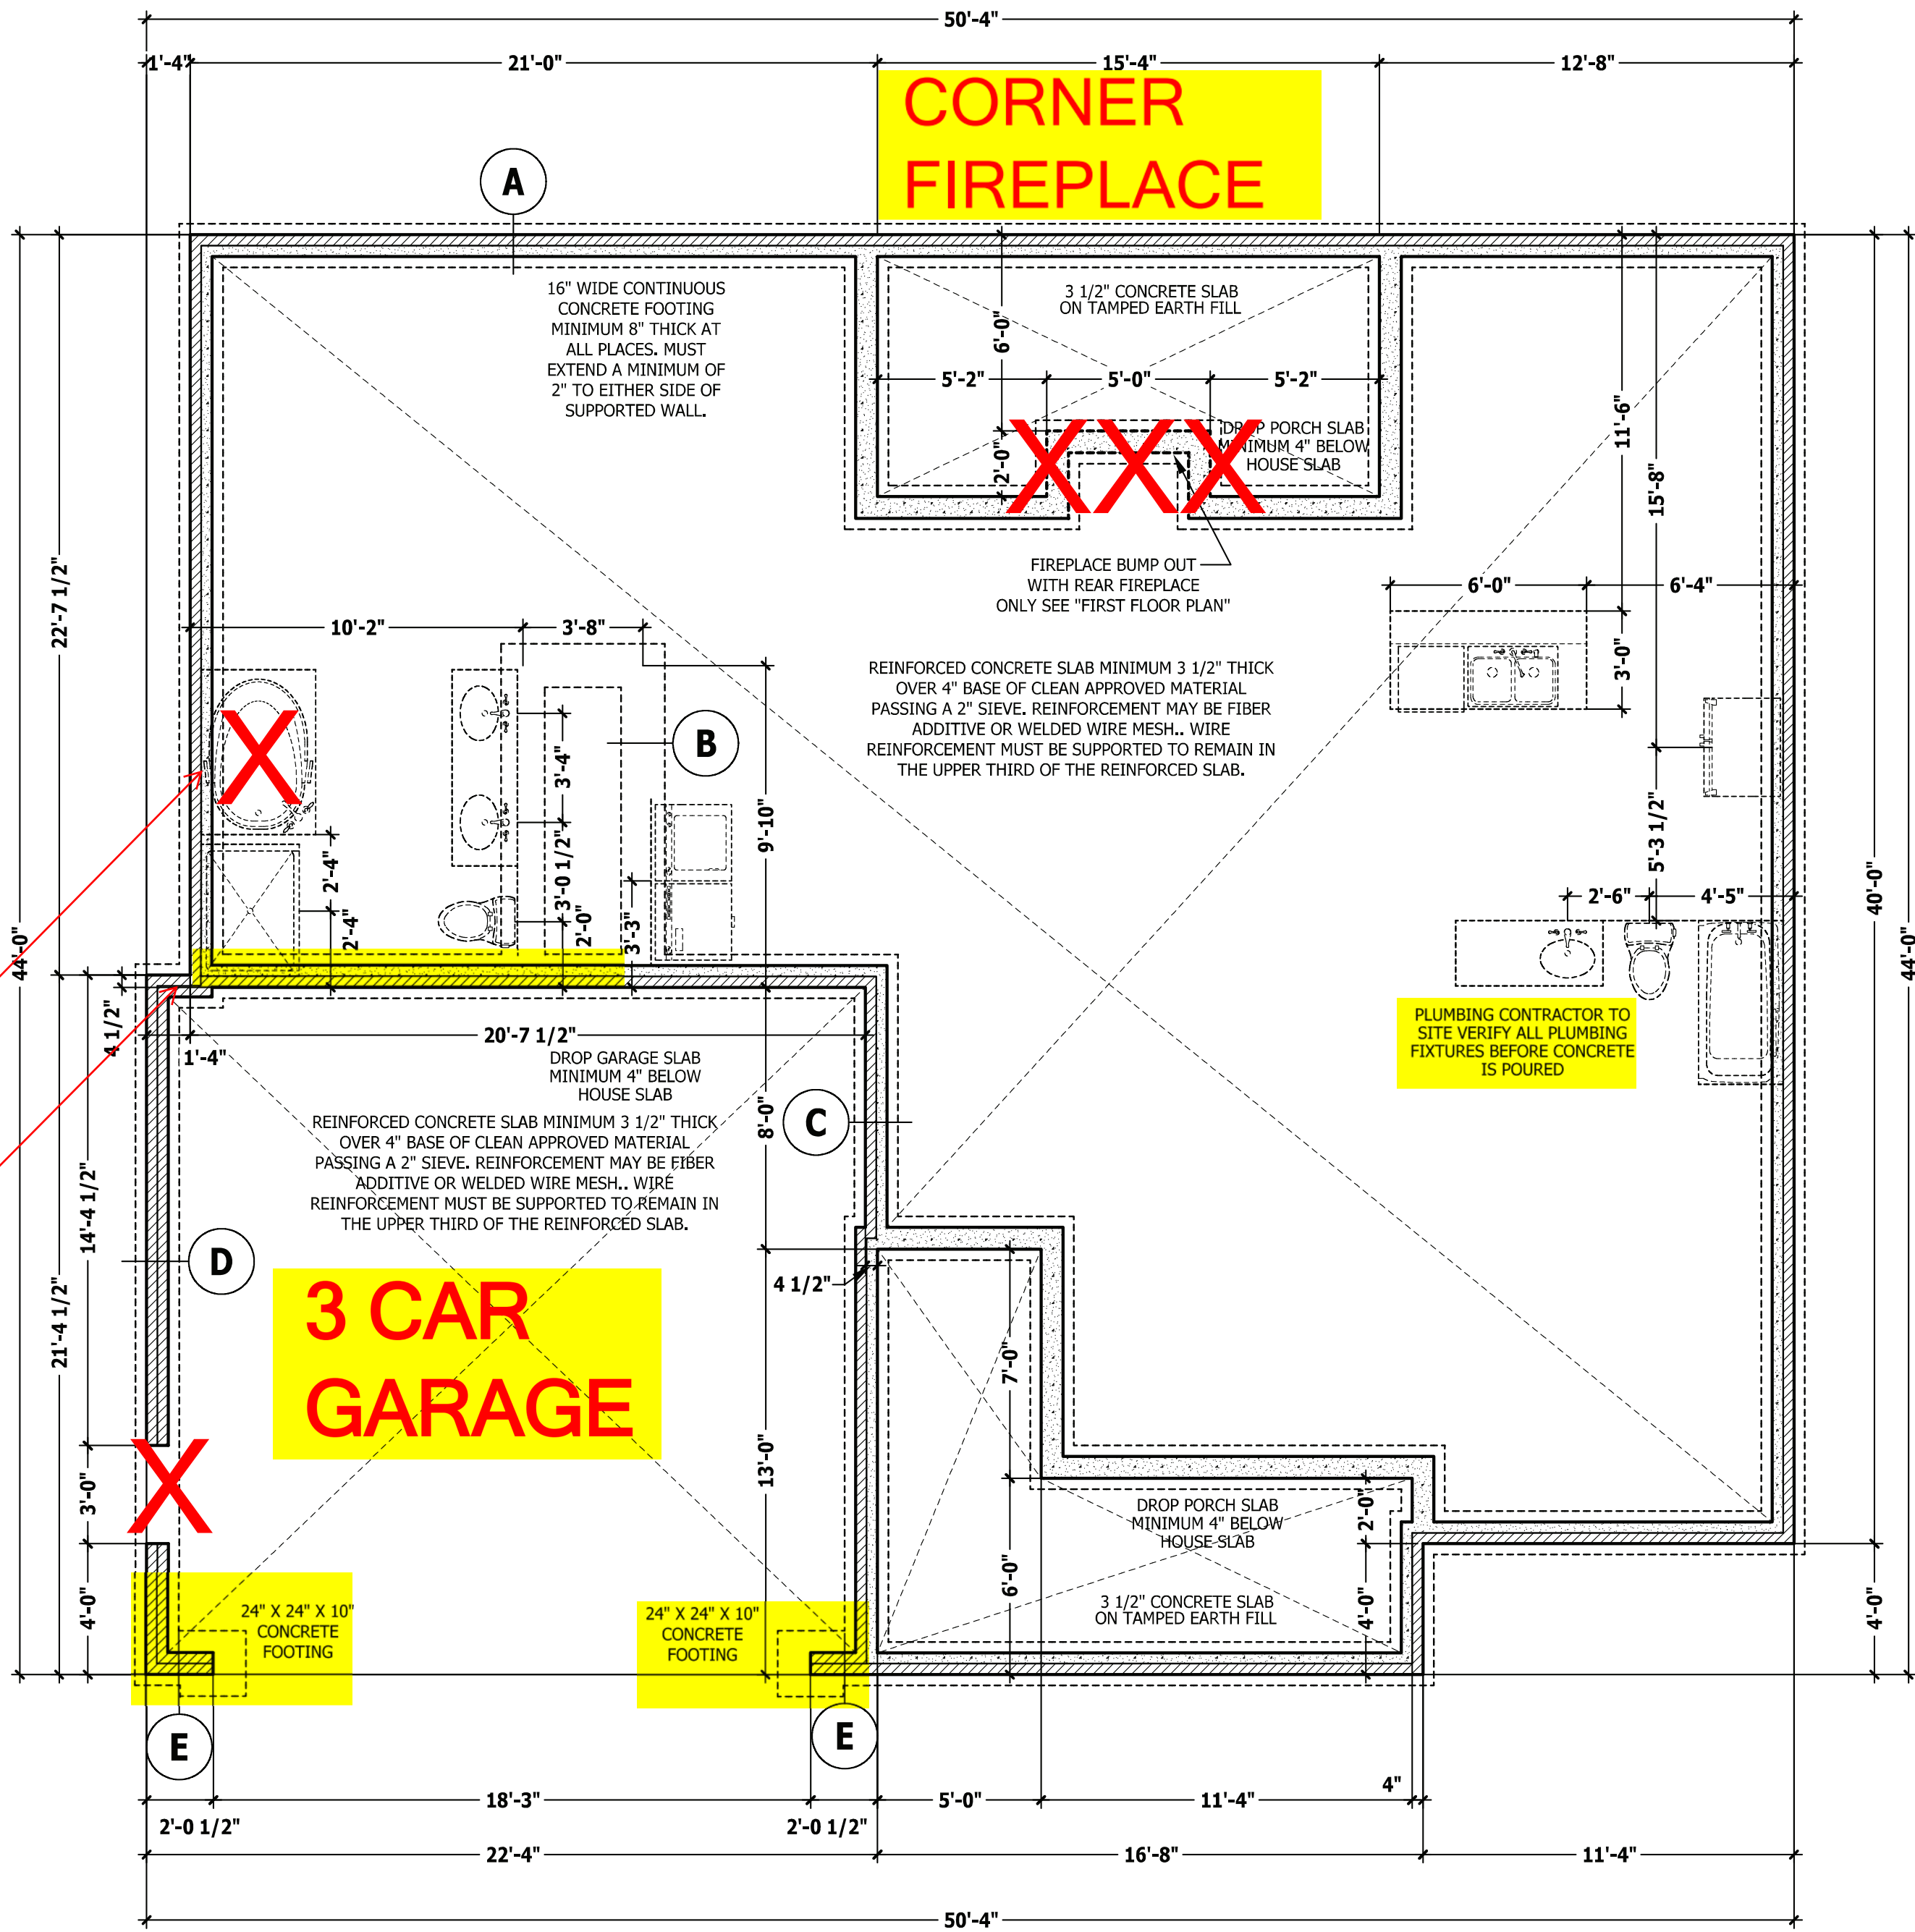 50'-4"
1'-4"
21'-0"
15'-4"
12'-8"
CORNER
FIREPLACE
A
16" WIDE CONTINUOUS
CONCRETE FOOTING
MINIMUM 8" THICK AT
ALL PLACES. MUST
EXTEND A MINIMUM OF
2" TO EITHER SIDE OF
SUPPORTED WALL.
3 1/2" CONCRETE SLAB
ON TAMPED EARTH FILL
6'-0"
5'-2"
5'-0"
5'-2"
2'-0"
XXX
DROP PORCH SLAB
MINIMUM 4" BELOW
HOUSE SLAB
11'-6"
15'-8"
FIREPLACE BUMP OUT
WITH REAR FIREPLACE
ONLY SEE "FIRST FLOOR PLAN"
22'-7 1/2"
44'-0"
6'-0"
6'-4"
3'-0"
10'-2"
3'-8"
REINFORCED CONCRETE SLAB MINIMUM 3 1/2" THICK
OVER 4" BASE OF CLEAN APPROVED MATERIAL
PASSING A 2" SIEVE. REINFORCEMENT MAY BE FIBER
ADDITIVE OR WELDED WIRE MESH.. WIRE
REINFORCEMENT MUST BE SUPPORTED TO REMAIN IN
THE UPPER THIRD OF THE REINFORCED SLAB.
X
B
3'-4"
9'-10"
3'-0 1/2"
2'-4"
2'-4"
2'-0"
3'-3"
5'-3 1/2"
2'-6"
4'-5"
40'-0"
44'-0"
PLUMBING CONTRACTOR TO
SITE VERIFY ALL PLUMBING
FIXTURES BEFORE CONCRETE
IS POURED
4 1/2"
1'-4"
20'-7 1/2"
DROP GARAGE SLAB
MINIMUM 4" BELOW
HOUSE SLAB
REINFORCED CONCRETE SLAB MINIMUM 3 1/2" THICK
OVER 4" BASE OF CLEAN APPROVED MATERIAL
PASSING A 2" SIEVE. REINFORCEMENT MAY BE FIBER
ADDITIVE OR WELDED WIRE MESH.. WIRE
REINFORCEMENT MUST BE SUPPORTED TO REMAIN IN
THE UPPER THIRD OF THE REINFORCED SLAB.
8'-0"
C
14'-4 1/2"
21'-4 1/2"
D
4 1/2"
3 CAR
GARAGE
7'-0"
13'-0"
X
3'-0"
4'-0"
DROP PORCH SLAB
MINIMUM 4" BELOW
HOUSE SLAB
2'-0"
6'-0"
3 1/2" CONCRETE SLAB
ON TAMPED EARTH FILL
4'-0"
4'-0"
24" X 24" X 10"
CONCRETE
FOOTING
24" X 24" X 10"
CONCRETE
FOOTING
E
E
2'-0 1/2"
18'-3"
2'-0 1/2"
5'-0"
11'-4"
4"
22'-4"
16'-8"
11'-4"
50'-4"